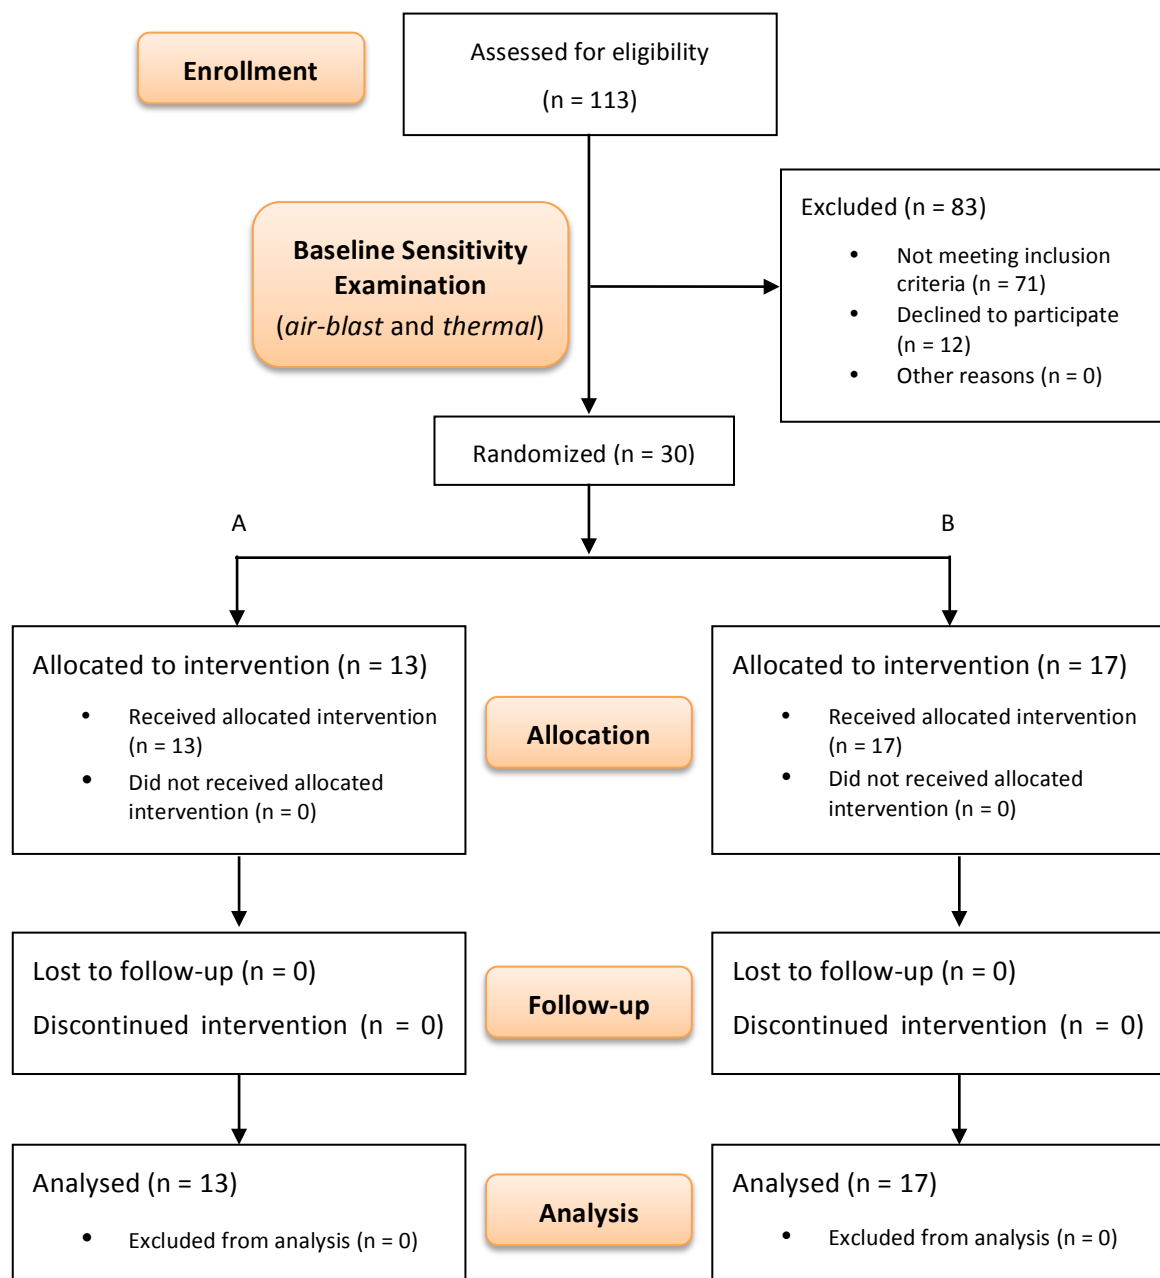 Enrollment
Assessed for eligibility
(n = 113)
Baseline Sensitivity
Examination
(air-blast and thermal)
Excluded (n = 83)
• Not meeting inclusion
criteria (n = 71)
• Declined to participate
(n = 12)
• Other reasons (n = 0)
Randomized (n = 30)
A
B
Allocated to intervention (n = 13)
• Received allocated intervention
(n = 13)
• Did not received allocated
intervention (n = 0)
Allocation
Allocated to intervention (n = 17)
• Received allocated intervention
(n = 17)
• Did not received allocated
intervention (n = 0)
Lost to follow-up (n = 0)
Discontinued intervention (n = 0)
Follow-up
Lost to follow-up (n = 0)
Discontinued intervention (n = 0)
Analysed (n = 13)
• Excluded from analysis (n = 0)
Analysis
Analysed (n = 17)
• Excluded from analysis (n = 0)